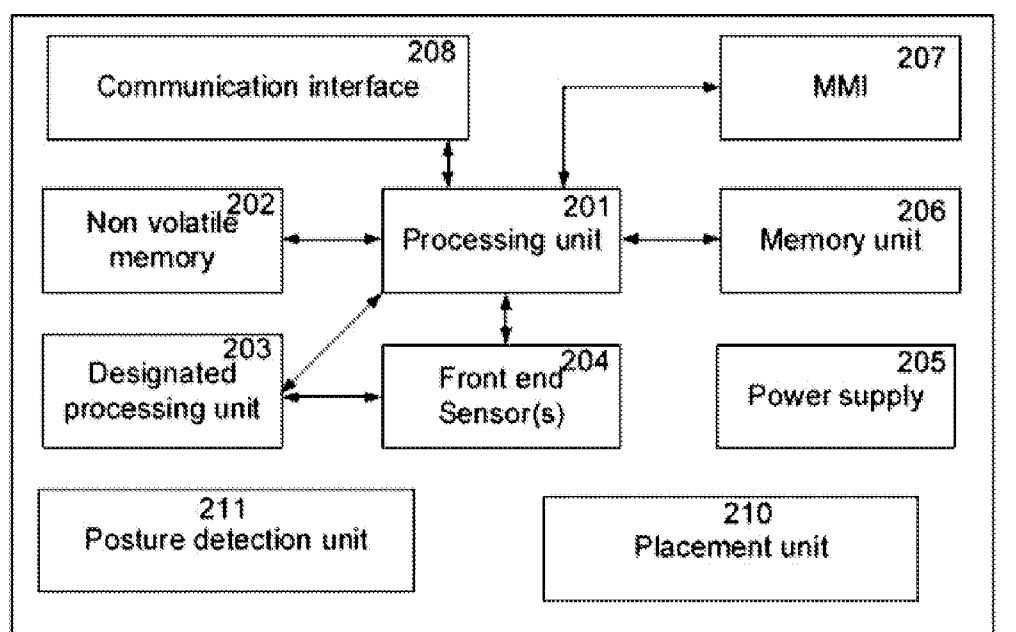 208
Communication interface
207
MMI
202
Non volatile
memory
201
Processing unit
206
Memory unit
203
Designated
processing unit
204
Front end
Sensor(s)
205
Power supply
211
Posture detection unit
210
Placement unit